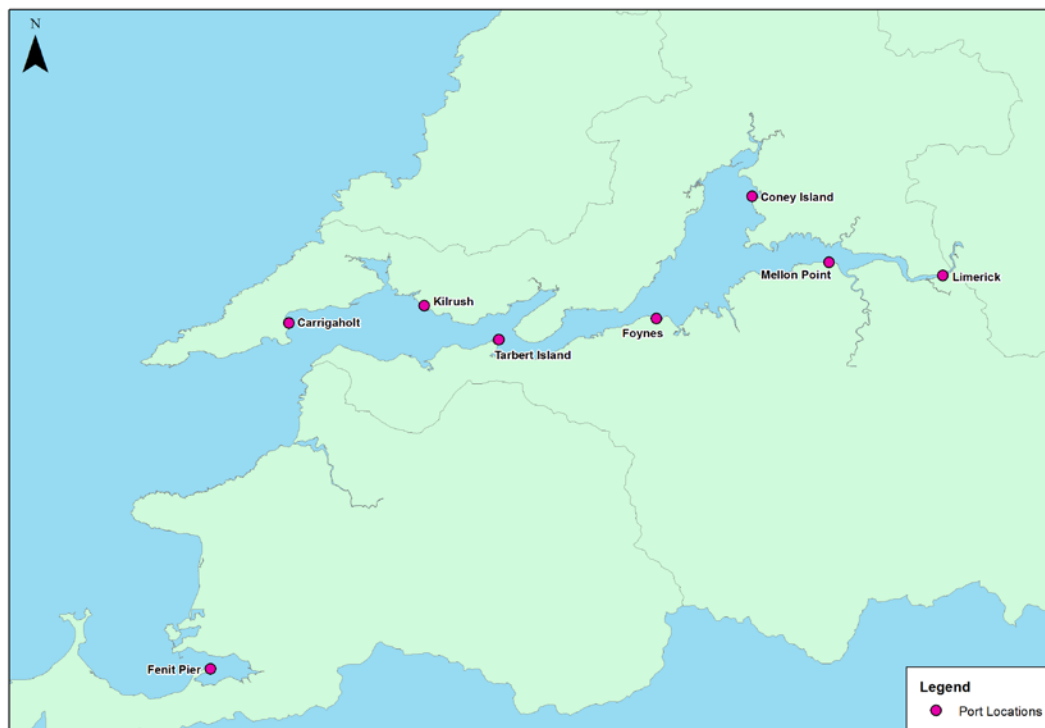 N
Coney Island
Mellon Point
Limerick
Kilrush
Carrigaholt
Foynes
Tarbert Island
Fenit Pier
Legend
Port Locations